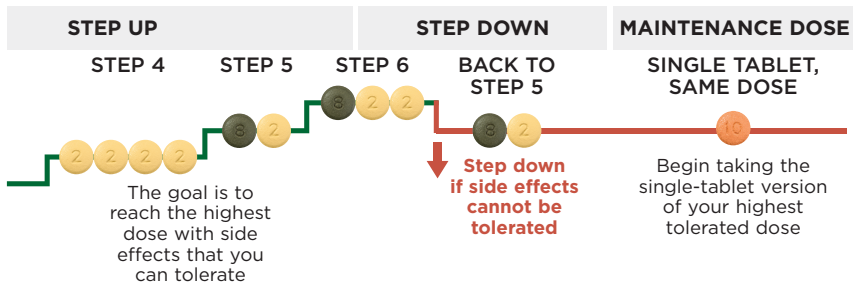 STEP UP
STEP DOWN
MAINTENANCE DOSE
STEP 4
STEP 5
STEP 6
BACK TO
STEP 5
SINGLE TABLET,
SAME DOSE
2 2 2 2
8 2
8 2 2
8 2
10
The goal is to
reach the highest
dose with side
effects that you
can tolerate
Step down
if side effects
cannot be
tolerated
Begin taking the
single-tablet version
of your highest
tolerated dose